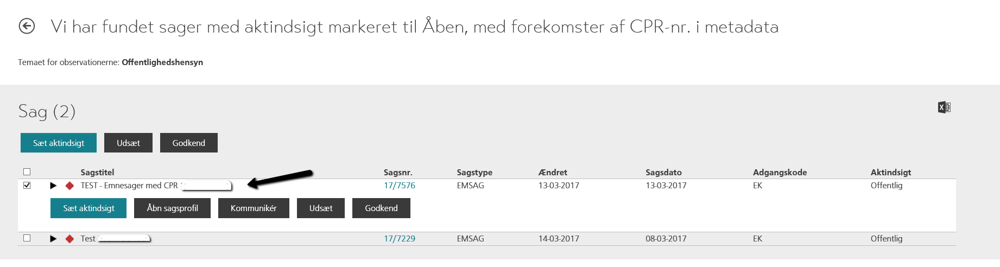 Vi har fundet sager med aktindsigt markeret til Åben, med forekomster af CPR-nr. i metadata
Temaet for observationerne: Offentlighedshensyn
Sag (2)
Sæt aktindsigt Udsæt Godkend
Sagstitel Sagsnr. Sagstype Ændret Sagsdato Adgangskode Aktindsigt
TEST - Emnesager med CPR 17/7576 EMSAG 13-03-2017 13-03-2017 EK Offentlig
Sæt aktindsigt Åbn sagsprofil Kommunikér Udsæt Godkend
Test 17/7229 EMSAG 14-03-2017 08-03-2017 EK Offentlig